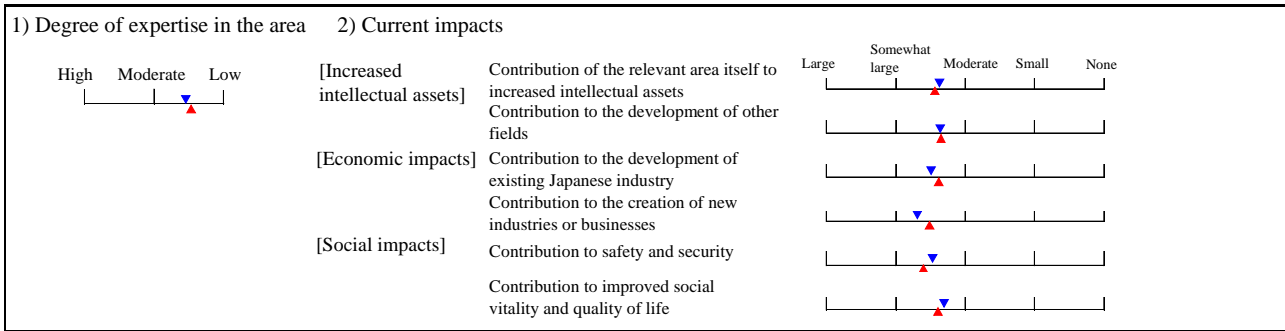 1) Degree of expertise in the area 2) Current impacts
High Moderate Low
[Increased
intellectual assets]
Contribution of the relevant area itself to
increased intellectual assets
Large Somewhat
large Moderate Small None
Contribution to the development of other
fields
[Economic impacts] Contribution to the development of
existing Japanese industry
Contribution to the creation of new
industries or businesses
[Social impacts] Contribution to safety and security
Contribution to improved social
vitality and quality of life